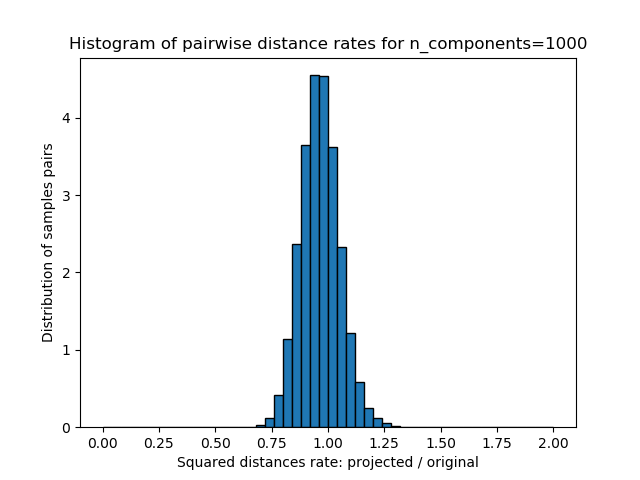 Histogram of pairwise distance rates for n_components=1000
Distribution of samples pairs
4
3
2
1
0
0.00 0.25 0.50 0.75 1.00 1.25 1.50 1.75 2.00
Squared distances rate: projected / original